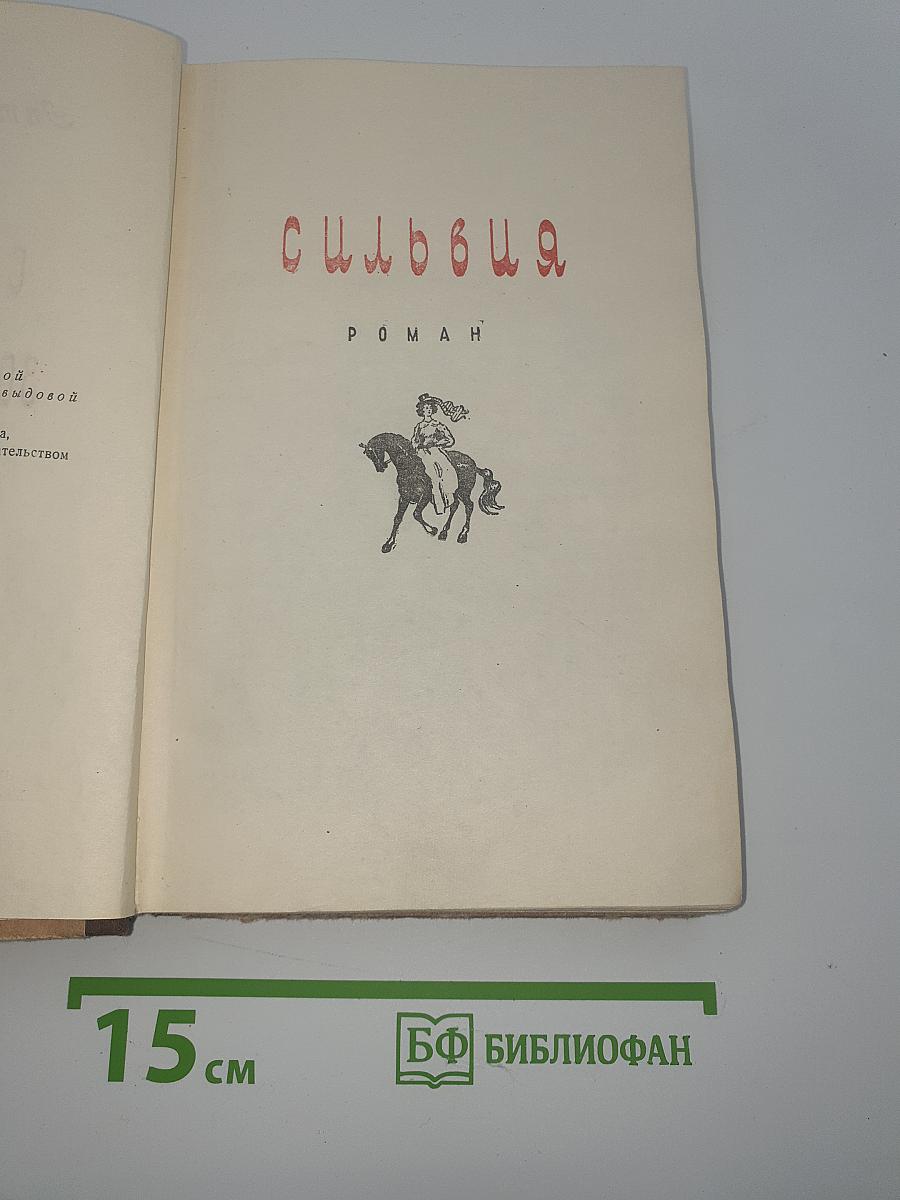 ой
выдовой
а,
тельством
СИЛЬВИЯ
РОМАН
15 см
БФ БИБЛИОФАН